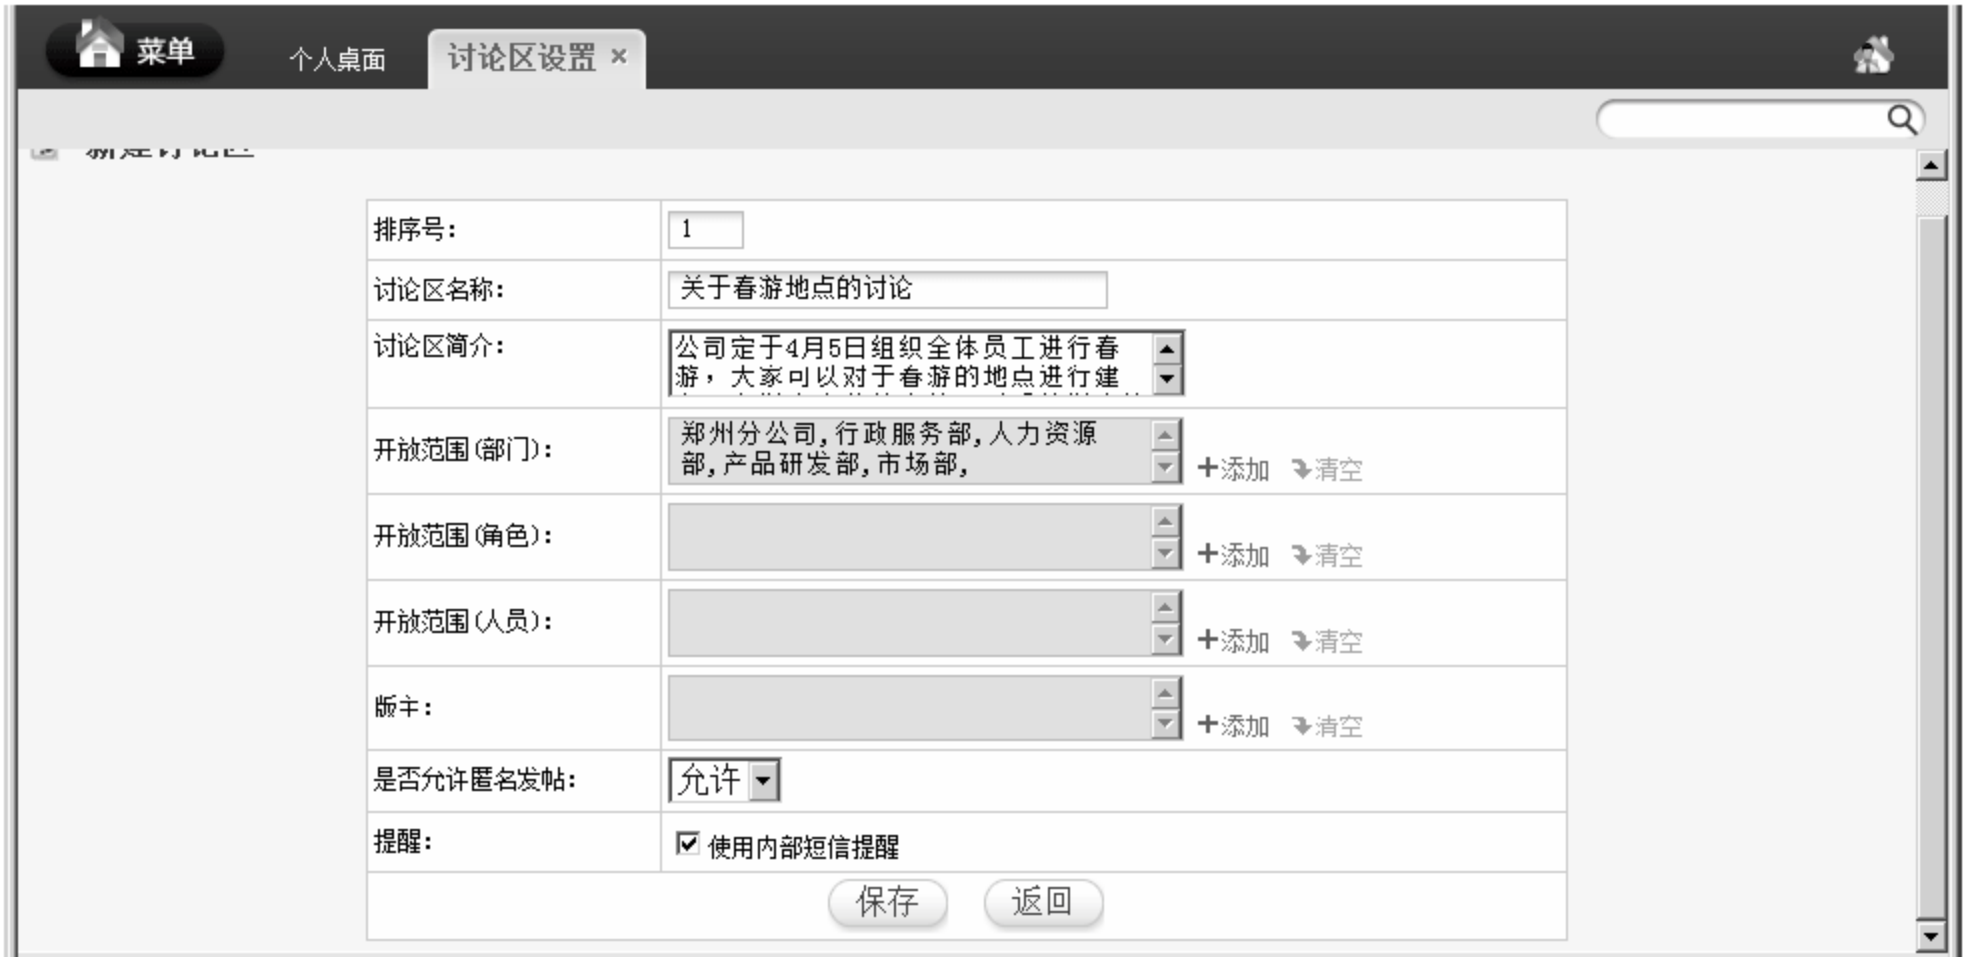 菜单 个人桌面 讨论区设置 ×
新建讨论区
排序号: 1
讨论区名称: 关于春游地点的讨论
讨论区简介: 公司定于4月5日组织全体员工进行春
游，大家可以对于春游的地点进行建
开放范围(部门): 郑州分公司,行政服务部,人力资源
部,产品研发部,市场部, +添加 清空
开放范围(角色): +添加 清空
开放范围(人员): +添加 清空
版主: +添加 清空
是否允许匿名发帖: 允许
提醒: 使用内部短信提醒
保存 返回